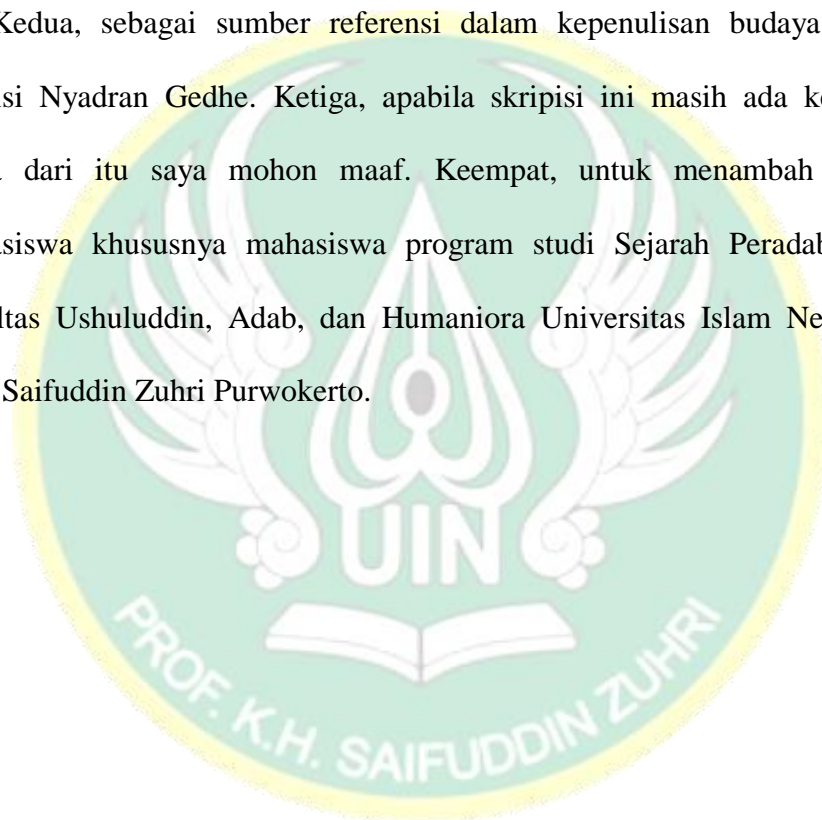 Kedua, sebagai sumber referensi dalam kepenulisan budaya
si Nyadran Gedhe. Ketiga, apabila skripisi ini masih ada ke
dari itu saya mohon maaf. Keempat, untuk menambah
siswa khususnya mahasiswa program studi Sejarah Peradab
ltas Ushuluddin, Adab, dan Humaniora Universitas Islam Ne
Saifuddin Zuhri Purwokerto.
UIN
PROF. K.H. SAIFUDDIN ZUHRI